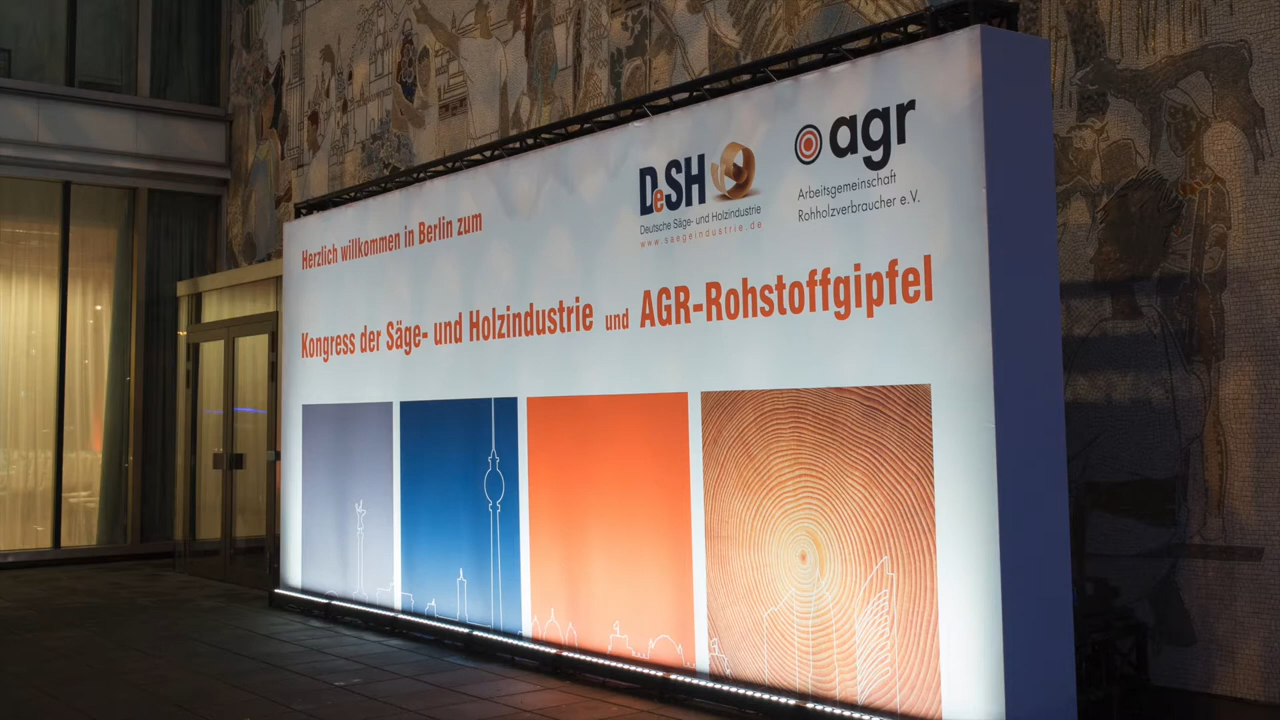 Herzlich willkommen in Berlin zum
DeSH
Deutsche Säge- und Holzindustrie
www.saegeindustrie.de
agr
Arbeitsgemeinschaft
Rohholzverbraucher e.V.
Kongress der Säge- und Holzindustrie und AGR-Rohstoffgipfel